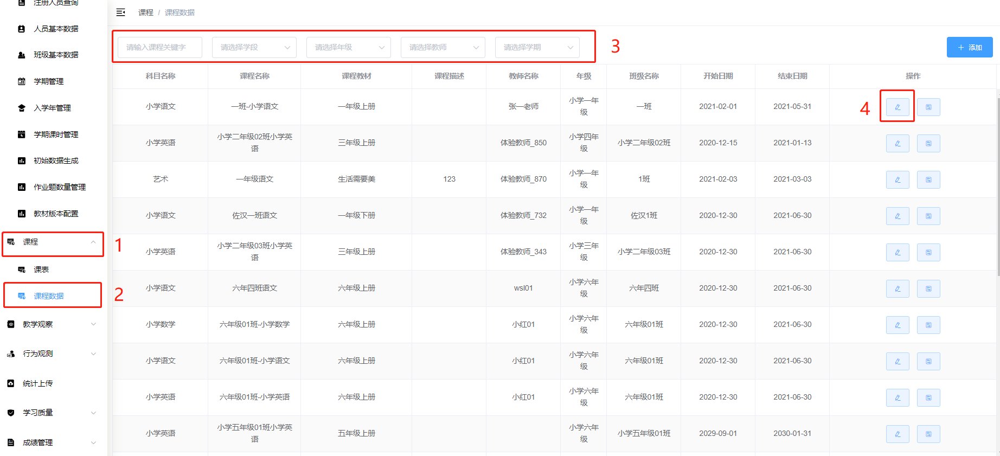 注册人员查询
人员基本数据
班级基本数据
学期管理
入学年管理
学期课时管理
初始数据生成
作业题数量管理
教材版本配置
课程
1
课表
课程数据
2
教学观察
行为观测
统计上传
学习质量
成绩管理
课程 / 课程数据
请输入课程关键字 请选择学段 请选择年级 请选择教师 请选择学期
3
+ 添加
科目名称 课程名称 课程教材 课程描述 教师名称 年级 班级名称 开始日期 结束日期 操作
小学语文 一班-小学语文 一年级上册 张一老师 小学一年级 一班 2021-02-01 2021-05-31
4
小学英语 小学二年级02班小学英语 三年级上册 体验教师_850 小学四年级 小学二年级02班 2020-12-15 2021-01-13
艺术 一年级语文 生活需要美 123 体验教师_870 小学一年级 1班 2021-02-03 2021-03-03
小学语文 佐汉一班语文 一年级下册 体验教师_732 小学一年级 佐汉1班 2020-12-30 2021-06-30
小学英语 小学二年级03班小学英语 三年级上册 体验教师_343 小学三年级 小学二年级03班 2020-12-30 2021-06-30
小学语文 六年四班语文 六年级上册 wsl01 小学六年级 六年四班 2020-12-30 2021-06-30
小学数学 六年级01班-小学数学 六年级上册 小红01 小学六年级 六年级01班 2020-12-30 2021-06-30
小学语文 六年级01班-小学语文 六年级上册 小红01 小学六年级 六年级01班 2020-12-30 2021-06-30
小学英语 六年级01班-小学英语 六年级上册 小红01 小学六年级 六年级01班 2020-12-30 2021-06-30
小学英语 小学五年级01班小学英语 五年级上册 小学六年级 小学五年级01班 2029-09-01 2030-01-31